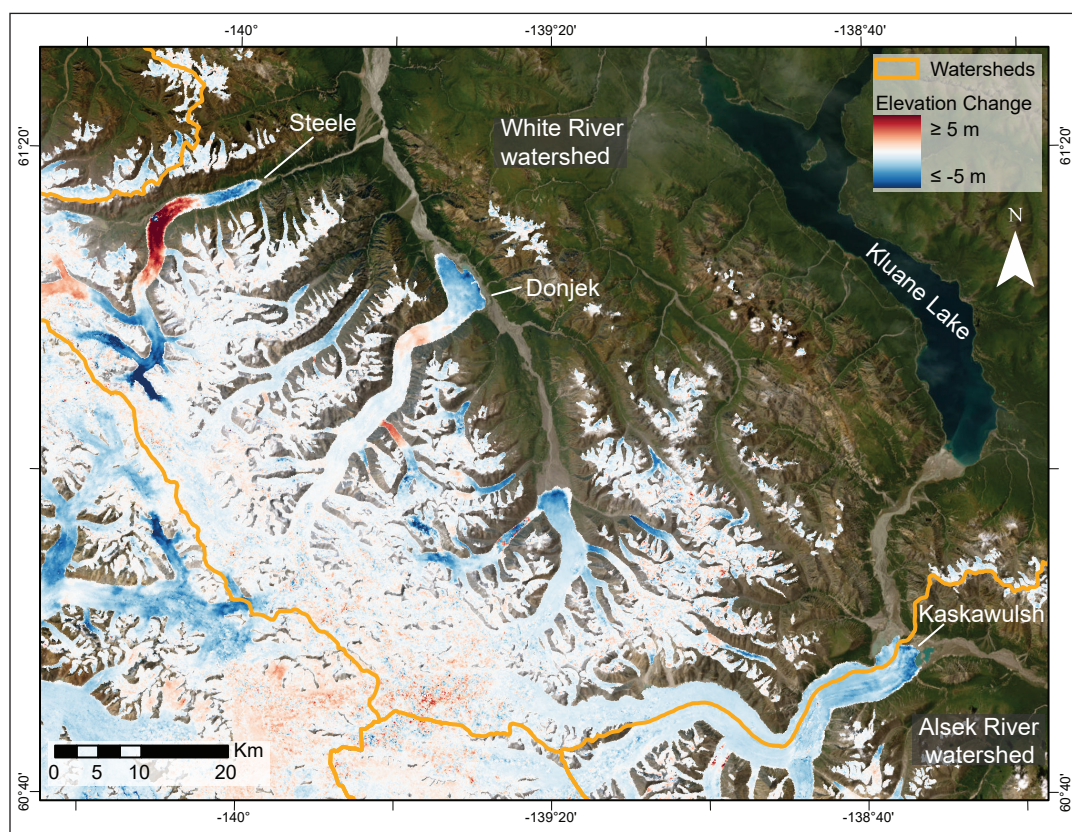 -140°
-139°20'
-138°40'
Watersheds
Elevation Change
≥ 5 m
≤ -5 m
61°20'
61°20'
Steele
White River
watershed
N
Kluane Lake
Donjek
Kaskawulsh
Alsek River
watershed
Km
0 5 10 20
60°40'
60°40'
-140°
-139°20'
-138°40'